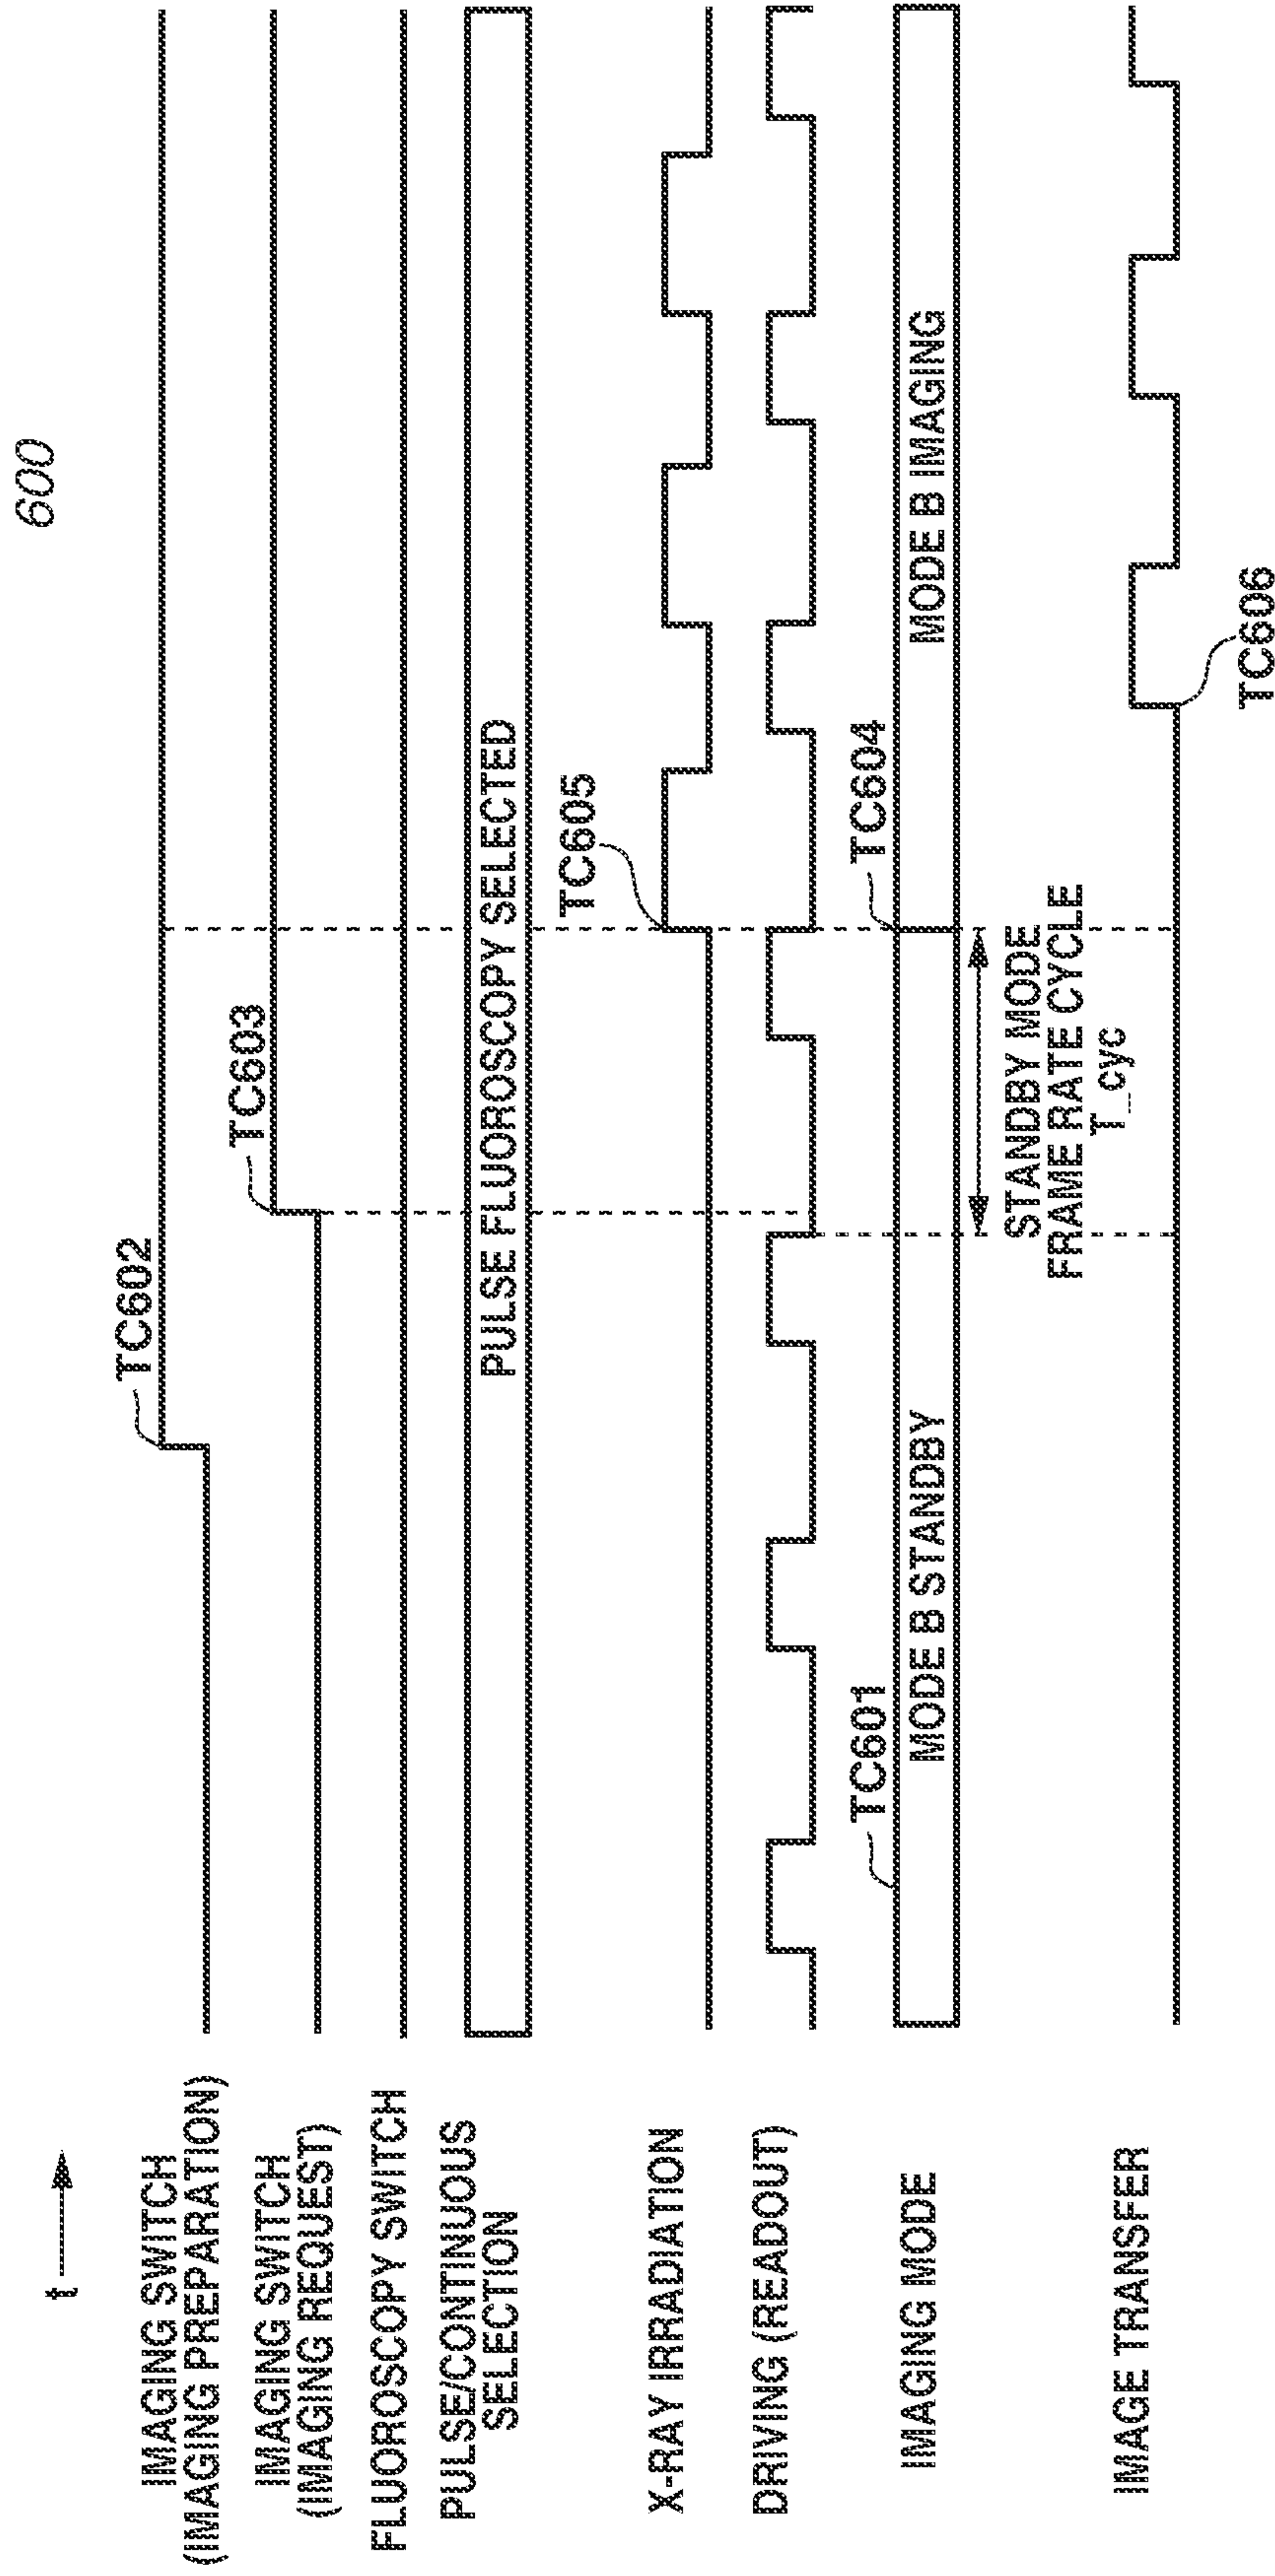 600
t
IMAGING SWITCH
(IMAGING PREPARATION)
TC602
IMAGING SWITCH
(IMAGING REQUEST)
TC603
FLUOROSCOPY SWITCH
PULSE/CONTINUOUS
SELECTION
PULSE FLUOROSCOPY SELECTED
X-RAY IRRADIATION
TC605
DRIVING (READOUT)
IMAGING MODE
TC601
MODE B STANDBY
TC604
MODE B IMAGING
STANDBY MODE
FRAME RATE CYCLE
T_cyc
IMAGE TRANSFER
TC606